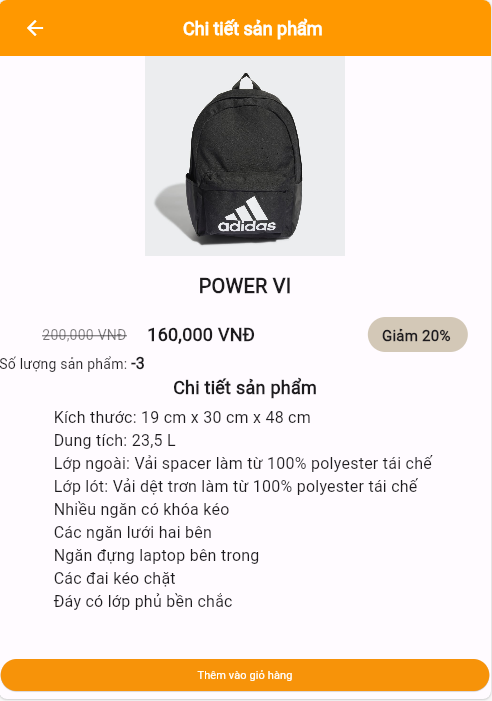 Chi tiết sản phẩm
adidas
POWER VI
200,000 VNĐ 160,000 VNĐ Giảm 20%
Số lượng sản phẩm: -3
Chi tiết sản phẩm
Kích thước: 19 cm x 30 cm x 48 cm
Dung tích: 23,5 L
Lớp ngoài: Vải spacer làm từ 100% polyester tái chế
Lớp lót: Vải dệt trơn làm từ 100% polyester tái chế
Nhiều ngăn có khóa kéo
Các ngăn lưới hai bên
Ngăn đựng laptop bên trong
Các đai kéo chặt
Đáy có lớp phủ bền chắc
Thêm vào giỏ hàng